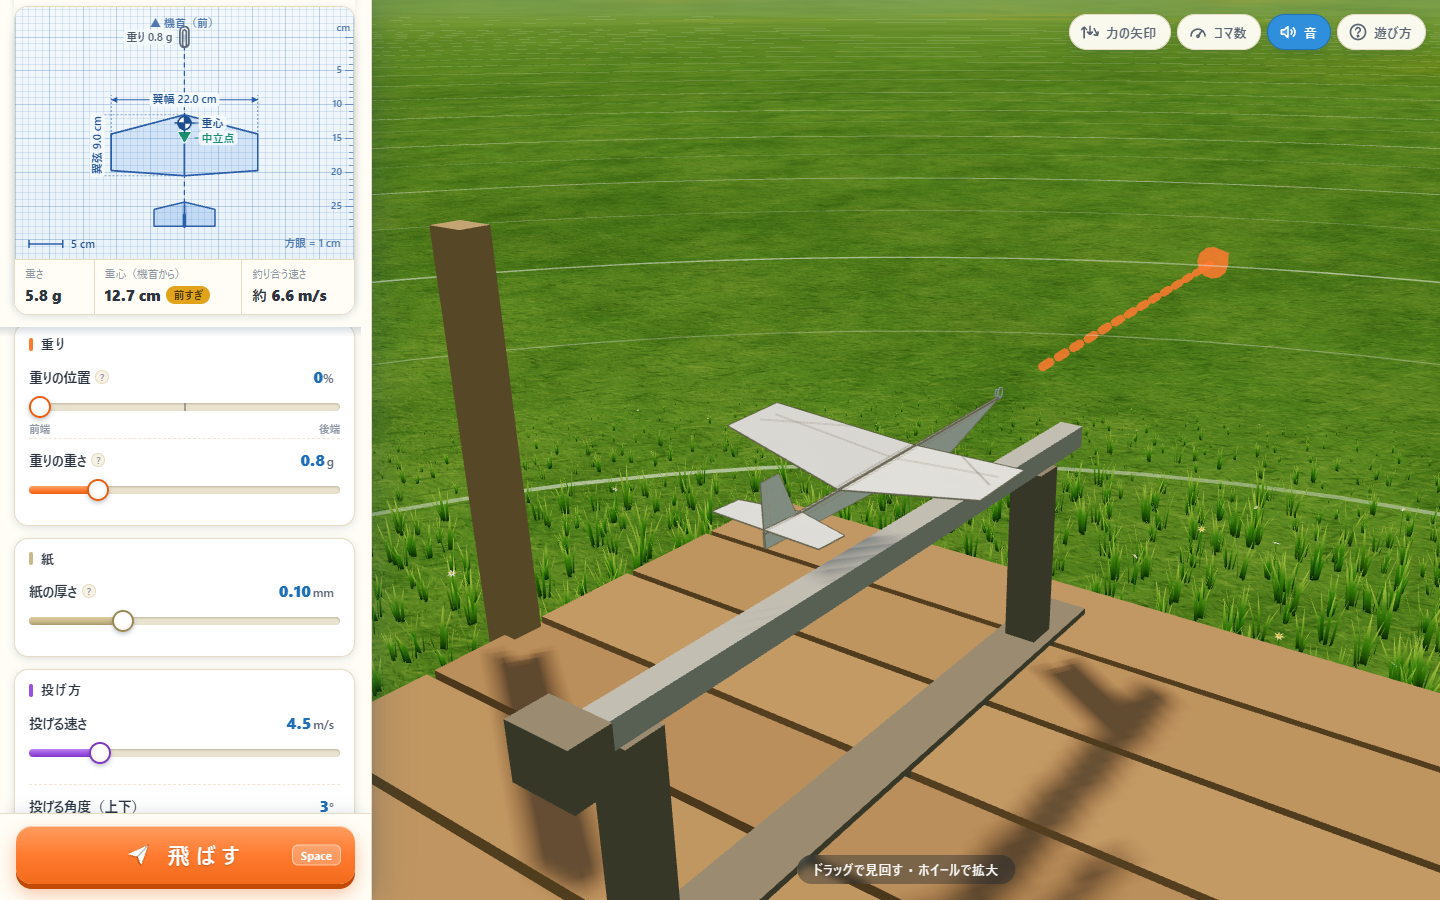 ▲ 機首（前）
重り 0.8 g
cm
5
翼幅 22.0 cm
10
重心
中立点
15
翼弦 9.0 cm
20
25
5 cm
方眼 = 1 cm
重さ
5.8 g
重心（機首から）
12.7 cm 前すぎ
釣り合う速さ
約 6.6 m/s
重り
重りの位置 ? 0%
前端 後端
重りの重さ ? 0.8 g
紙
紙の厚さ ? 0.10 mm
投げ方
投げる速さ 4.5 m/s
投げる角度（上下） 3°
飛ばす Space
力の矢印
コマ数
音
遊び方
ドラッグで見回す・ホイールで拡大